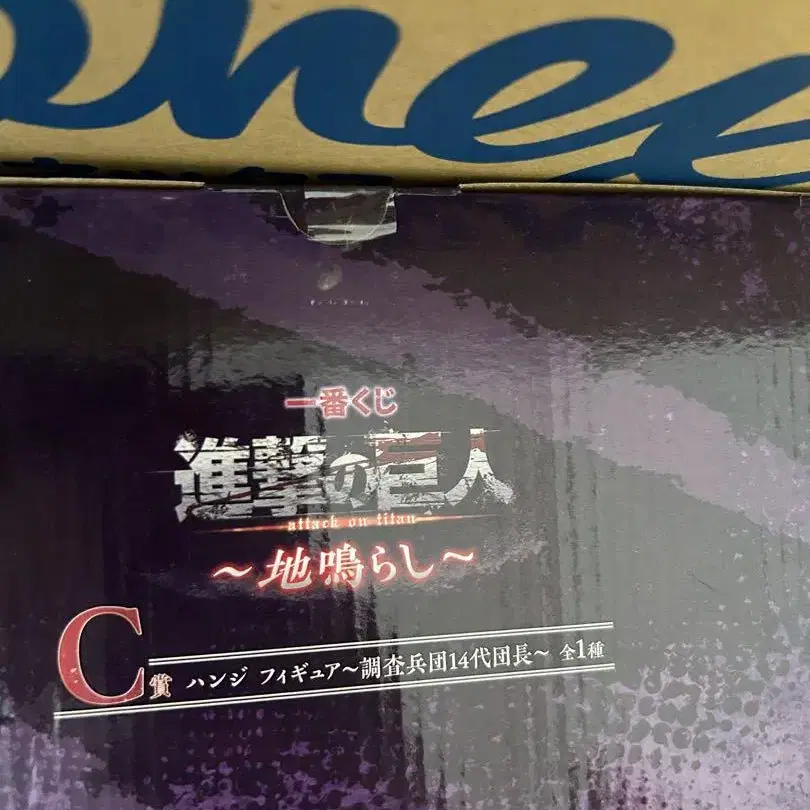 一番くじ
進撃の巨人
attack on titan
～地鳴らし～
C賞 ハンジ フィギュア～調査兵団14代団長～ 全1種